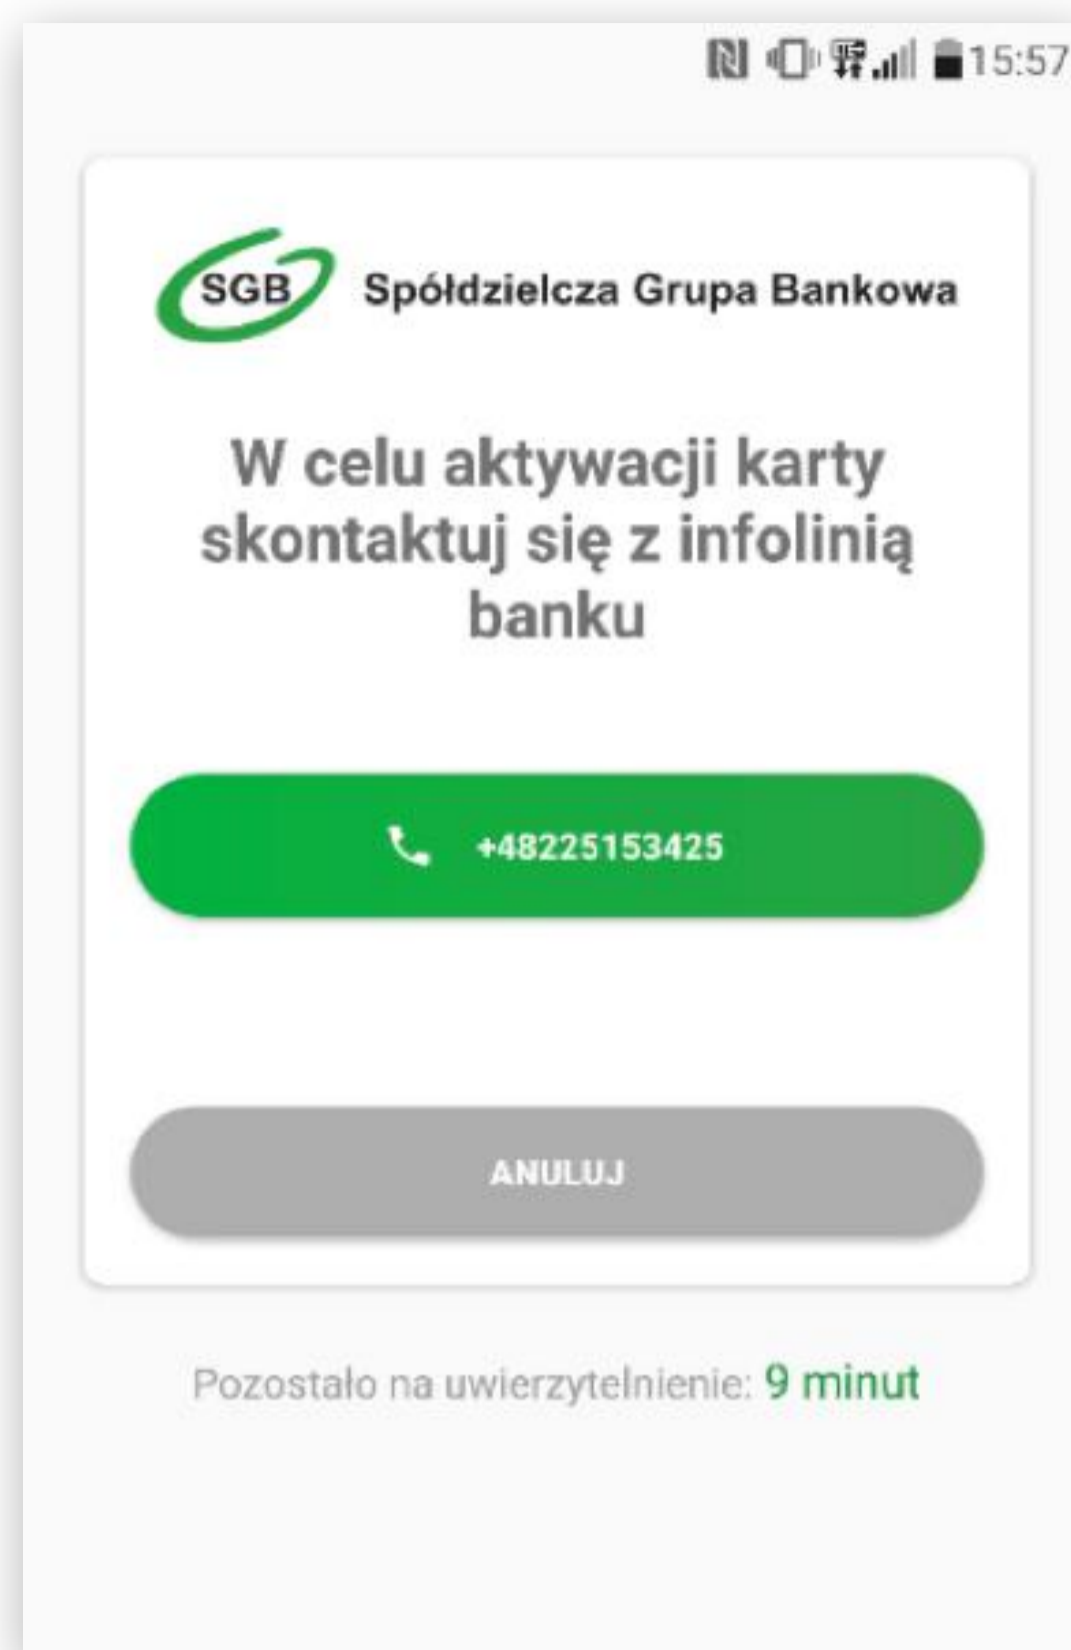 15:57
SGB Spółdzielcza Grupa Bankowa
W celu aktywacji karty
skontaktuj się z infolinią
banku
+48225153425
ANULUJ
Pozostało na uwierzytelnienie: 9 minut